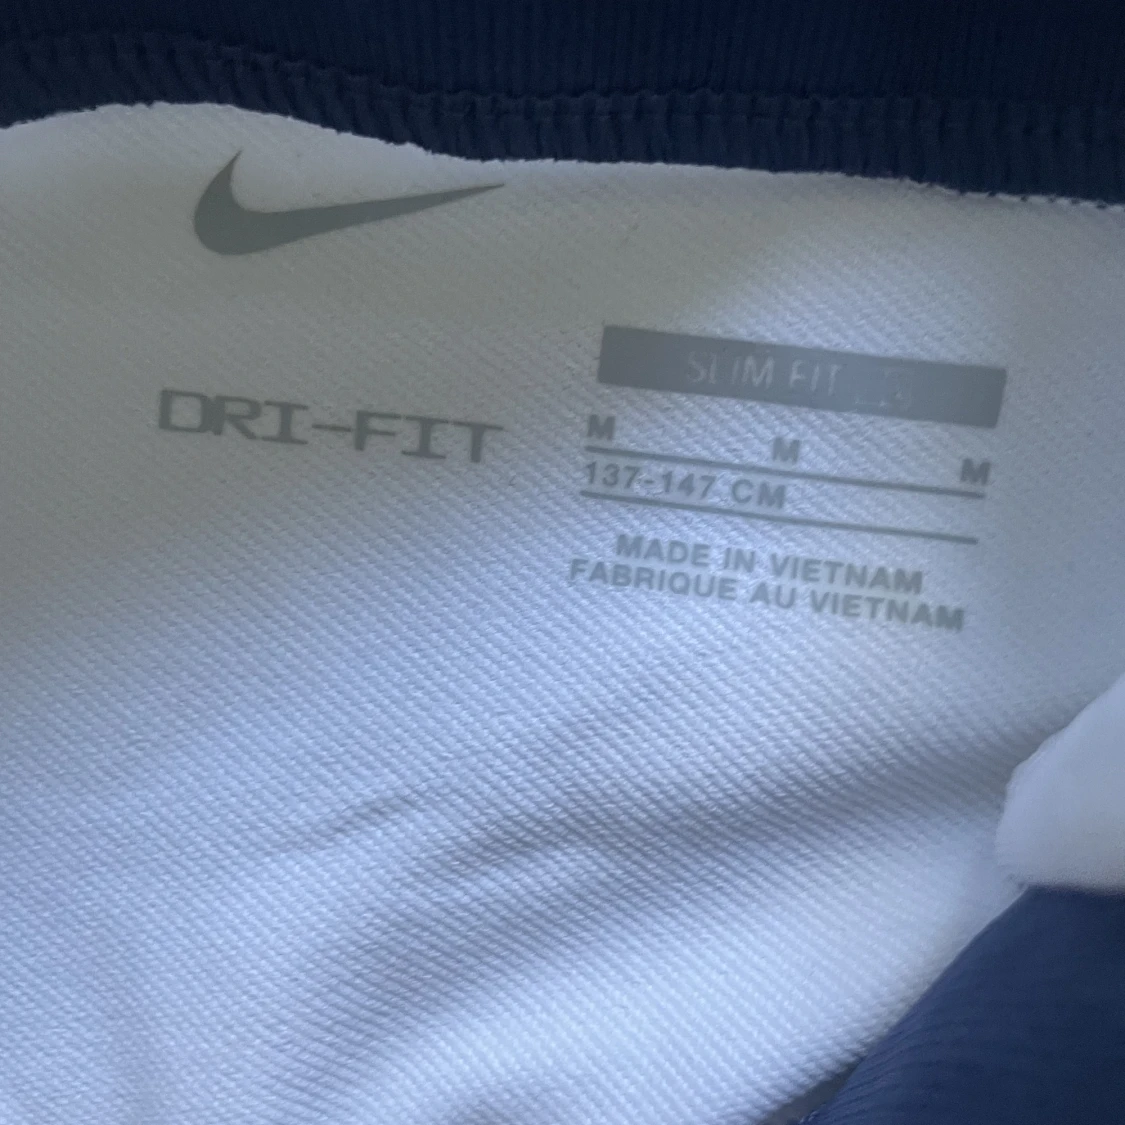 DRI-FIT
SLIM FIT
M M M
137-147 CM
MADE IN VIETNAM
FABRIQUE AU VIETNAM